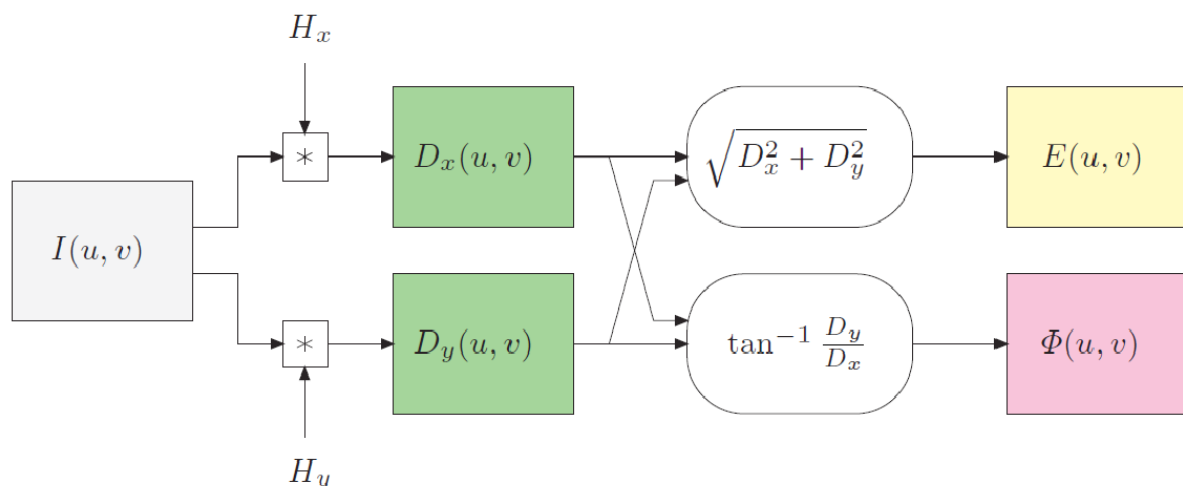 H_x
*
D_x(u, v)
√(D_x^2 + D_y^2)
E(u, v)
I(u, v)
*
D_y(u, v)
tan^{-1} D_y/D_x
Φ(u, v)
H_y